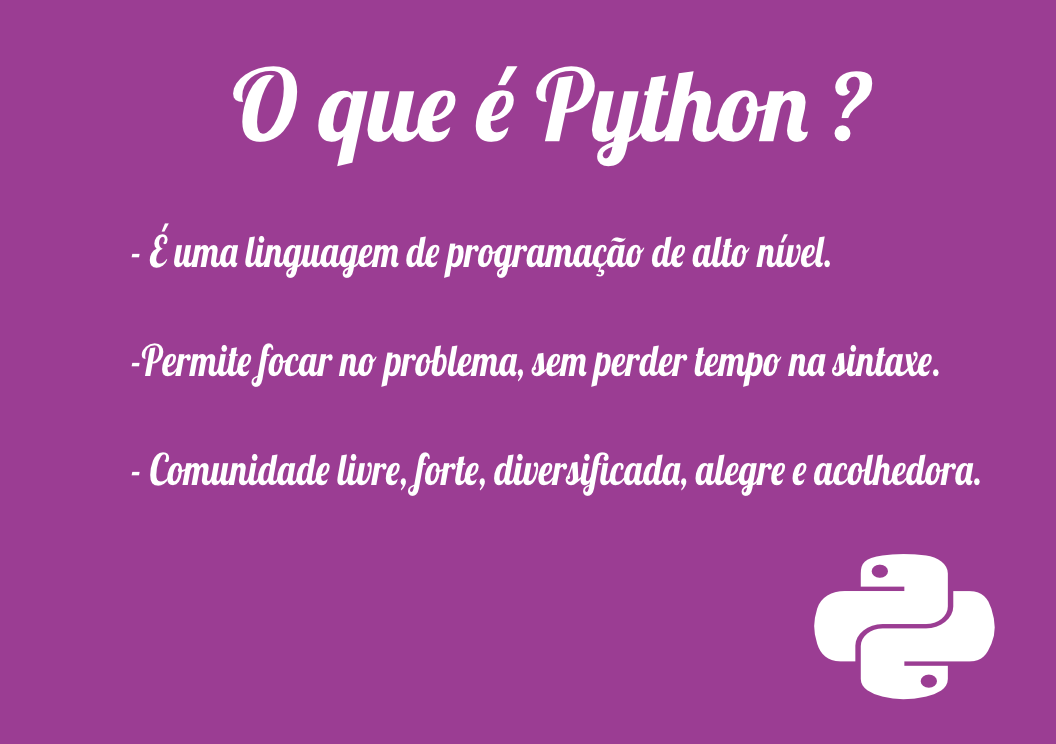 O que é Python ?
- É uma linguagem de programação de alto nível.
-Permite focar no problema, sem perder tempo na sintaxe.
- Comunidade livre, forte, diversificada, alegre e acolhedora.